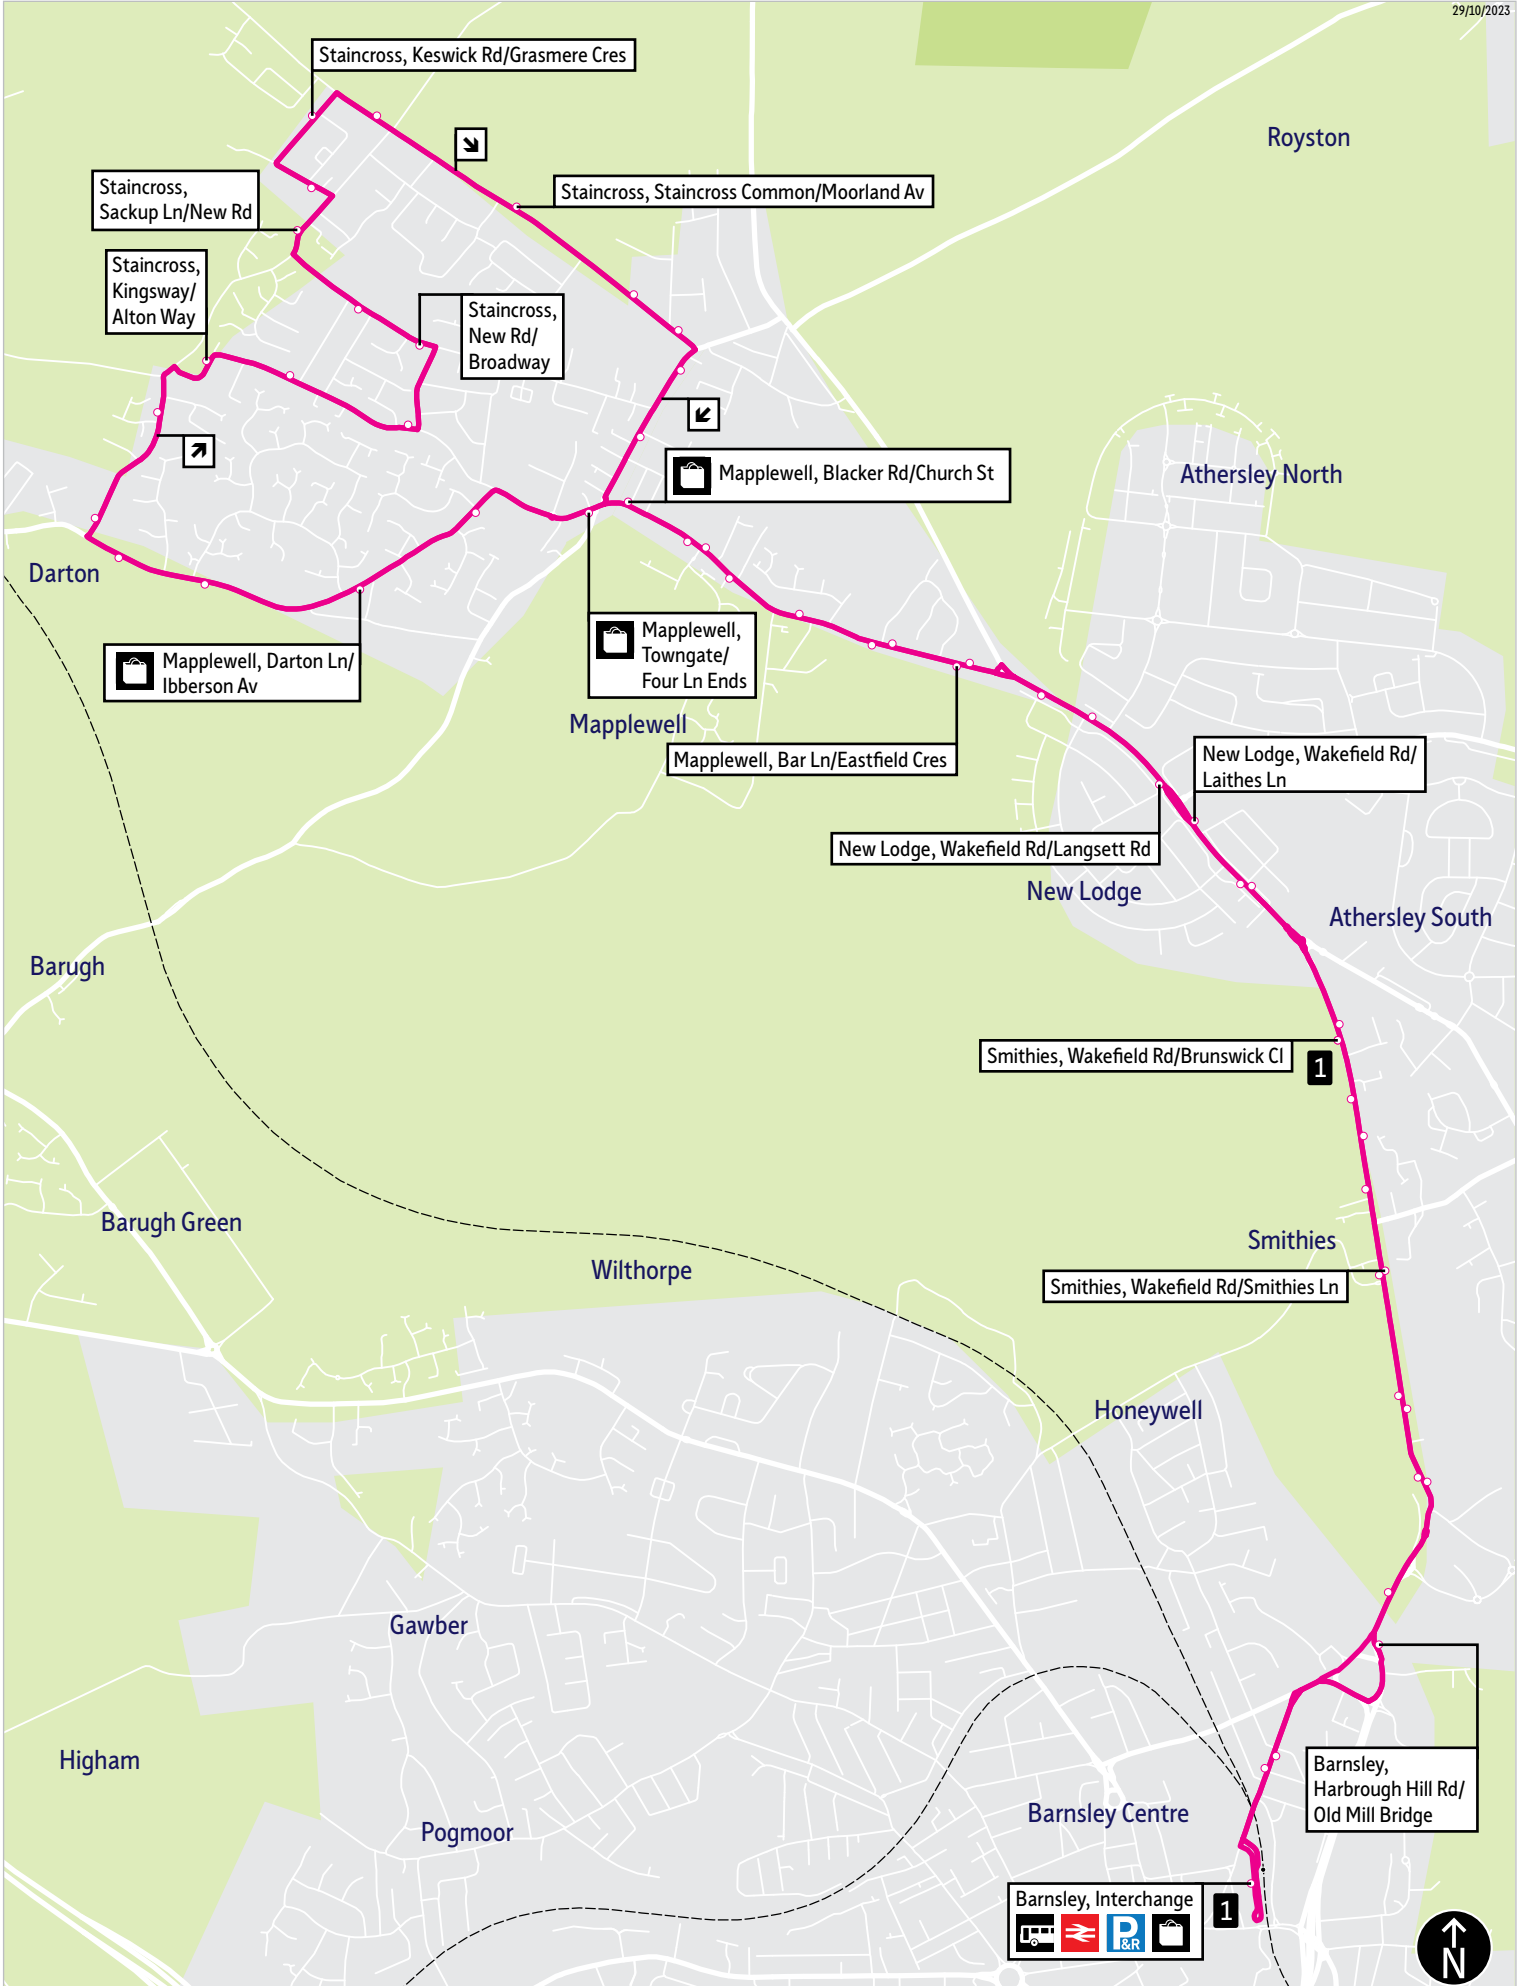 29/10/2023
Staincross, Keswick Rd/Grasmere Cres
Royston
Staincross, Staincross Common/Moorland Av
Staincross,
Sackup Ln/New Rd
Staincross,
Kingsway/
Alton Way
Staincross,
New Rd/
Broadway
Mapplewell, Blacker Rd/Church St
Athersley North
Darton
Mapplewell,
Towngate/
Four Ln Ends
Mapplewell, Darton Ln/
Ibberson Av
Mapplewell
Mapplewell, Bar Ln/Eastfield Cres
New Lodge, Wakefield Rd/
Laithes Ln
New Lodge, Wakefield Rd/Langsett Rd
New Lodge
Athersley South
Barugh
Smithies, Wakefield Rd/Brunswick Cl
1
Barugh Green
Smithies
Wilthorpe
Smithies, Wakefield Rd/Smithies Ln
Honeywell
Gawber
Higham
Barnsley,
Harbrough Hill Rd/
Old Mill Bridge
Barnsley Centre
Pogmoor
Barnsley, Interchange
1
P
&R
N